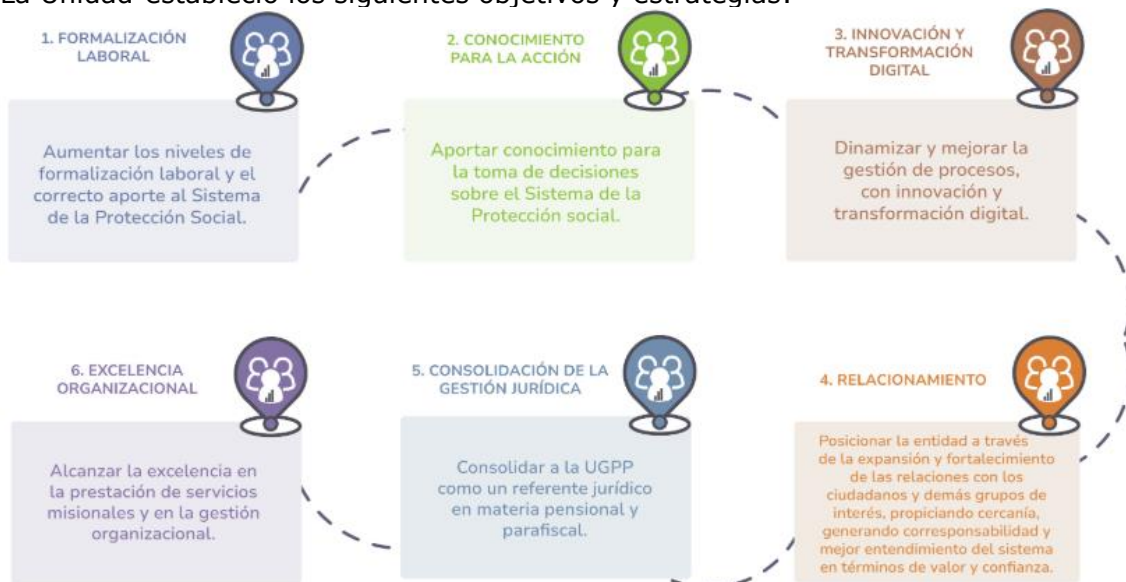 La Unidad estableció los siguientes objetivos y estrategias:
1. FORMALIZACIÓN
LABORAL
Aumentar los niveles de
formalización laboral y el
correcto aporte al Sistema
de la Protección Social.
2. CONOCIMIENTO
PARA LA ACCIÓN
Aportar conocimiento para
la toma de decisiones
sobre el Sistema de la
Protección social.
3. INNOVACIÓN Y
TRANSFORMACIÓN
DIGITAL
Dinamizar y mejorar la
gestión de procesos,
con innovación y
transformación digital.
4. RELACIONAMIENTO
Posicionar la entidad a través
de la expansión y fortalecimiento
de las relaciones con los
ciudadanos y demás grupos de
interés, propiciando cercanía,
generando corresponsabilidad y
mejor entendimiento del sistema
en términos de valor y confianza.
5. CONSOLIDACIÓN DE LA
GESTIÓN JURÍDICA
Consolidar a la UGPP
como un referente jurídico
en materia pensional y
parafiscal.
6. EXCELENCIA
ORGANIZACIONAL
Alcanzar la excelencia en
la prestación de servicios
misionales y en la gestión
organizacional.